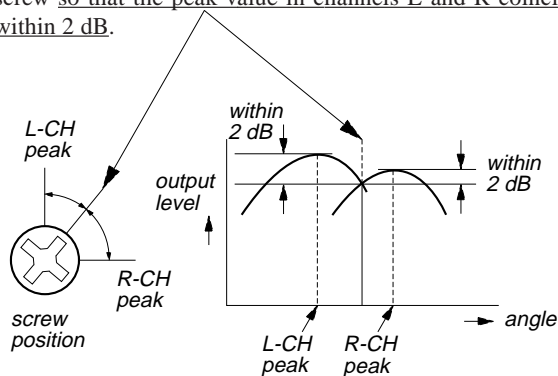 screw so that the peak value in channels L and R
within 2 dB.
L-CH
peak
R-CH
peak
screw
position
within
2 dB
output
level
within
2 dB
angle
L-CH
peak
R-CH
peak